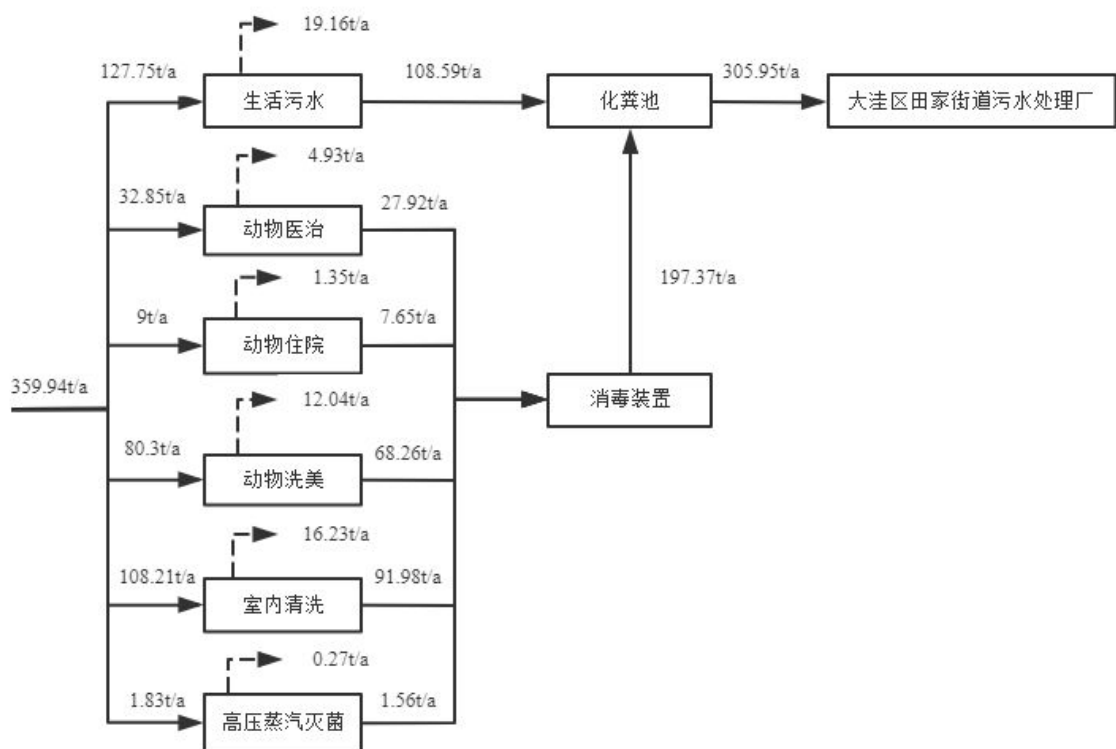 19.16t/a
127.75t/a
108.59t/a
305.95t/a
生活污水
化粪池
大洼区田家街道污水处理厂
4.93t/a
32.85t/a
27.92t/a
动物医治
1.35t/a
197.37t/a
9t/a
7.65t/a
动物住院
359.94t/a
消毒装置
12.04t/a
80.3t/a
68.26t/a
动物洗美
16.23t/a
108.21t/a
91.98t/a
室内清洗
0.27t/a
1.83t/a
1.56t/a
高压蒸汽灭菌